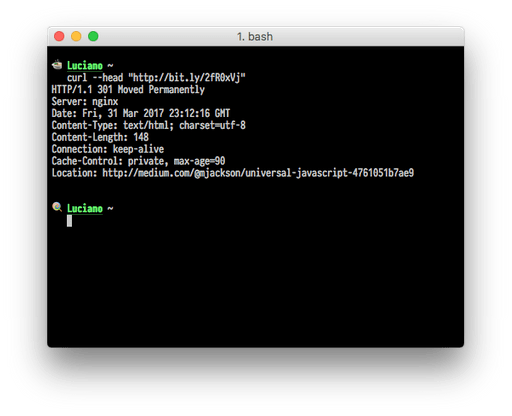 1. bash
Luciano ~
curl --head "http://bit.ly/2fR0xVj"
HTTP/1.1 301 Moved Permanently
Server: nginx
Date: Fri, 31 Mar 2017 23:12:16 GMT
Content-Type: text/html; charset=utf-8
Content-Length: 148
Connection: keep-alive
Cache-Control: private, max-age=90
Location: http://medium.com/@mjackson/universal-javascript-4761051b7ae9
Luciano ~